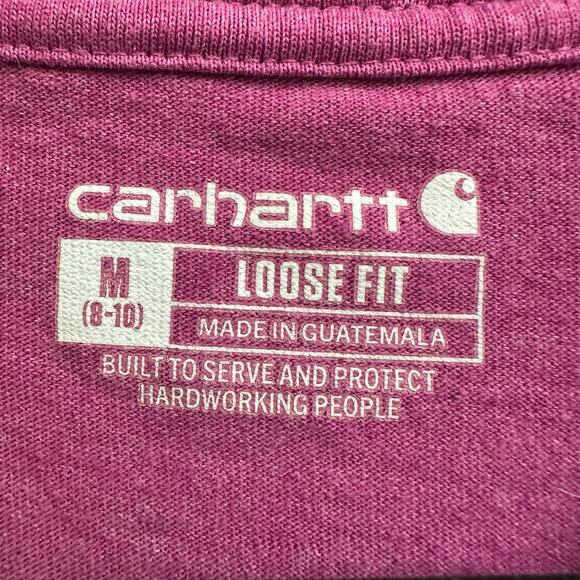 carhartt
M
(8-10)
LOOSE FIT
MADE IN GUATEMALA
BUILT TO SERVE AND PROTECT
HARDWORKING PEOPLE